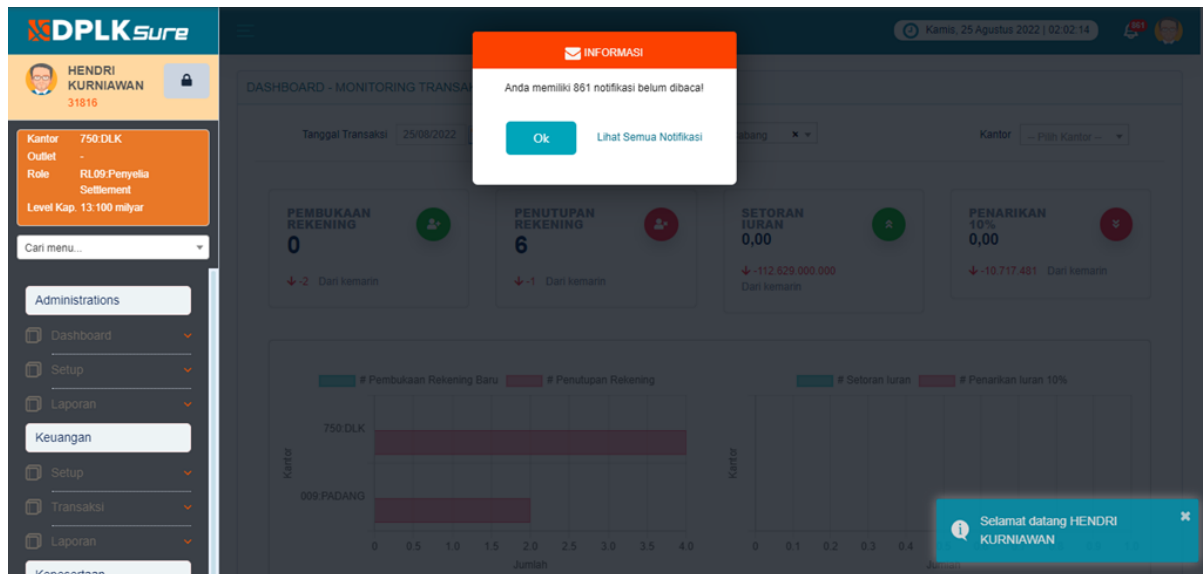 DPLKSure
Kamis, 25 Agustus 2022 | 02:02:14
861
HENDRI
KURNIAWAN
31816
Kantor 750:DLK
Outlet -
Role RL09:Penyelia
Settlement
Level Kap. 13:100 milyar
Cari menu...
Administrations
Dashboard
Setup
Laporan
Keuangan
Setup
Transaksi
Laporan
Kepesertaan
INFORMASI
Anda memiliki 861 notifikasi belum dibaca!
Ok Lihat Semua Notifikasi
DASHBOARD - MONITORING
Tanggal Transaksi 25/08/2022
Kantor -- Pilih Kantor --
PEMBUKAAN
REKENING
0
-2 Dari kemarin
PENUTUPAN
REKENING
6
-1 Dari kemarin
SETORAN
IURAN
0,00
-112.629.000.000
Dari kemarin
PENARIKAN
10%
0,00
-10.717.481 Dari kemarin
# Pembukaan Rekening Baru # Penutupan Rekening
Kantor
750:DLK
009:PADANG
0 0.5 1.0 1.5 2.0 2.5 3.0 3.5 4.0
Jumlah
# Setoran Iuran # Penarikan Iuran 10%
Kantor
0 0.1 0.2 0.3 0.4
Selamat datang HENDRI
KURNIAWAN